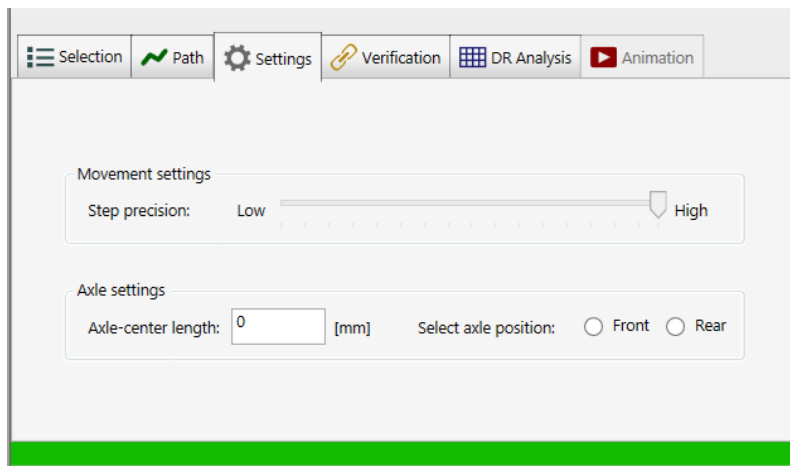 Selection Path Settings Verification DR Analysis Animation
Movement settings
Step precision: Low High
Axle settings
Axle-center length: 0 [mm] Select axle position: Front Rear